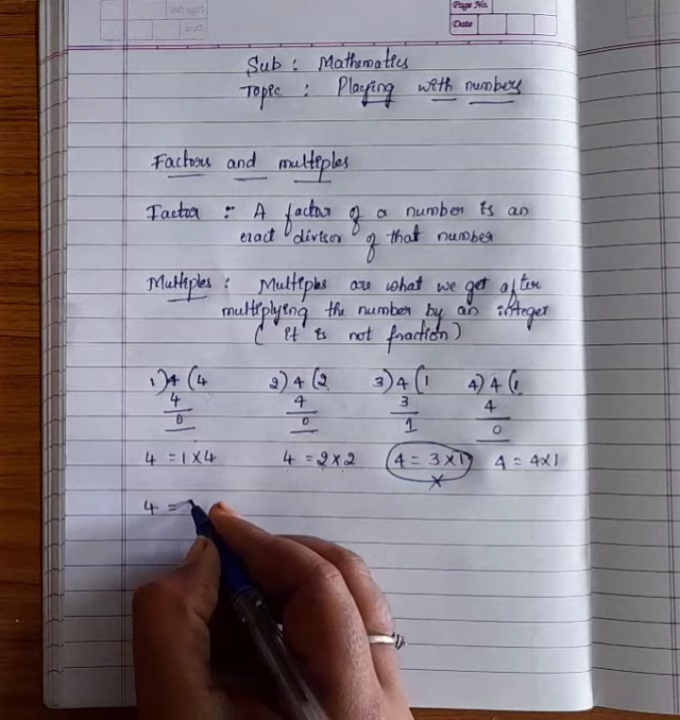 Page No.
Date
Sub : Mathematics
Topic : Playing with numbers
Factors and multiples
Factor :- A factor of a number is an
exact divisor of that number
Multiples : Multiples are what we get after
multiplying the number by an integer
( it is not fraction)
1) 4 (4 2) 4 (2 3) 4 (1 4) 4 (1
4 4 3 4
0 0 1 0
4 = 1 x 4 4 = 2 x 2 4 = 3 x 1 4 = 4x1
x
4 =